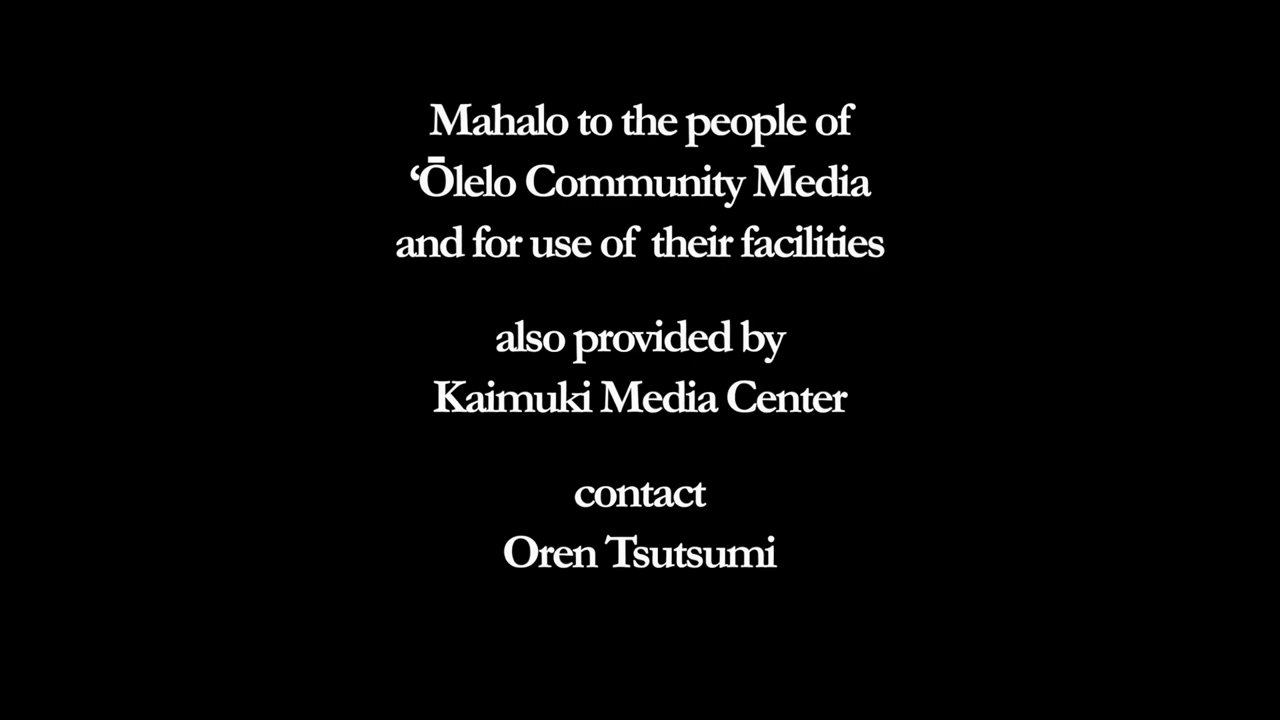 Mahalo to the people of
‘Ōlelo Community Media
and for use of their facilities
also provided by
Kaimuki Media Center
contact
Oren Tsutsumi